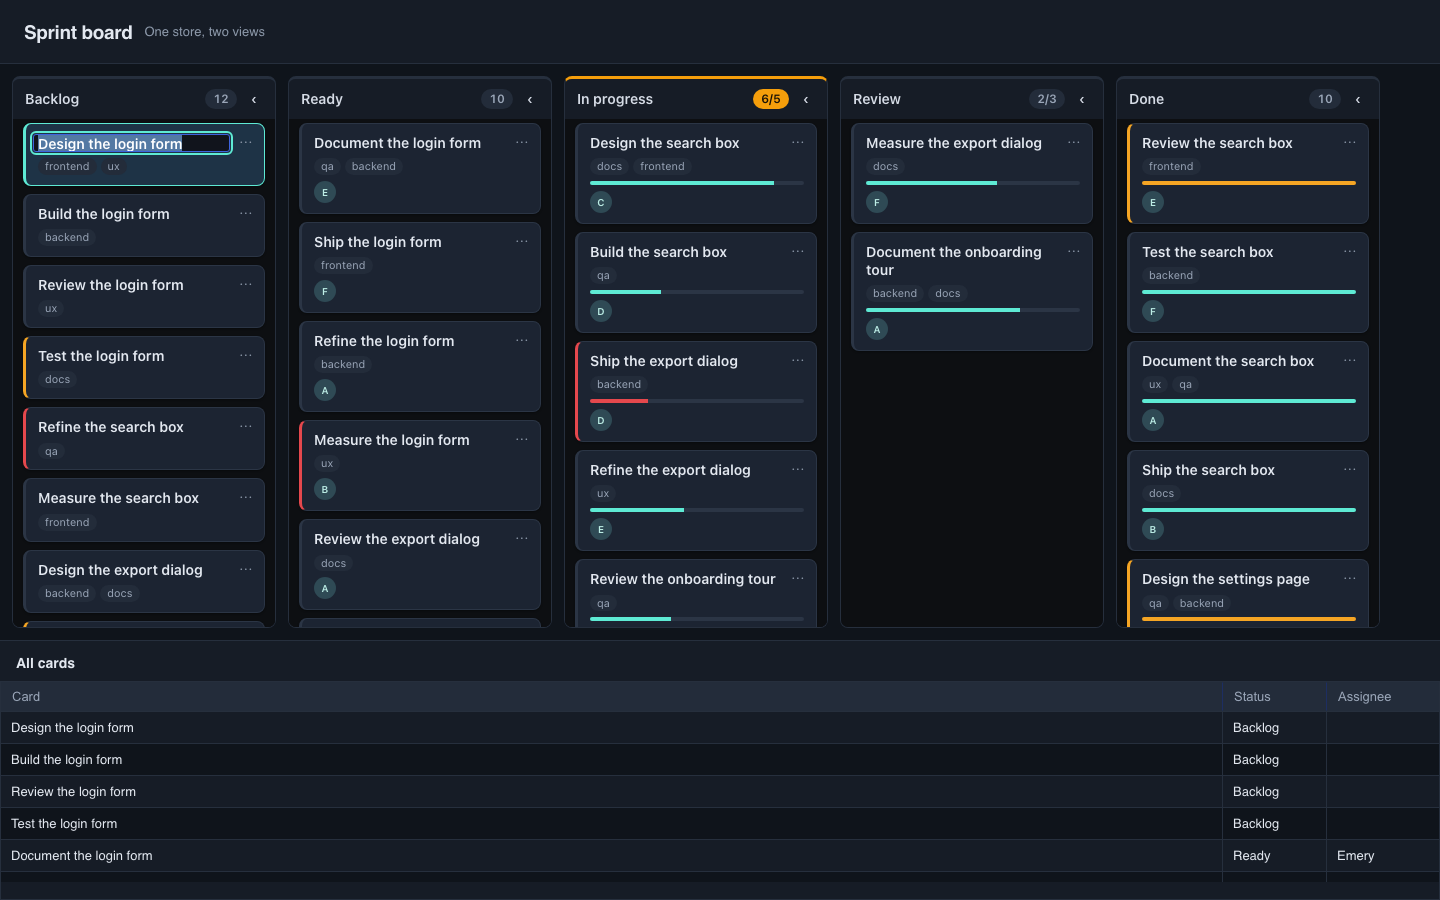 Sprint board One store, two views
Backlog 12 ‹
Design the login form ...
frontend ux
Build the login form ...
backend
Review the login form ...
ux
Test the login form ...
docs
Refine the search box ...
qa
Measure the search box ...
frontend
Design the export dialog ...
backend docs
Ready 10 ‹
Document the login form ...
qa backend
E
Ship the login form ...
frontend
F
Refine the login form ...
backend
A
Measure the login form ...
ux
B
Review the export dialog ...
docs
A
In progress 6/5 ‹
Design the search box ...
docs frontend
C
Build the search box ...
qa
D
Ship the export dialog ...
backend
D
Refine the export dialog ...
ux
E
Review the onboarding tour ...
qa
Review 2/3 ‹
Measure the export dialog ...
docs
F
Document the onboarding ...
tour
backend docs
A
Done 10 ‹
Review the search box ...
frontend
E
Test the search box ...
backend
F
Document the search box ...
ux qa
A
Ship the search box ...
docs
B
Design the settings page ...
qa backend
All cards
Card Status Assignee
Design the login form Backlog
Build the login form Backlog
Review the login form Backlog
Test the login form Backlog
Document the login form Ready Emery